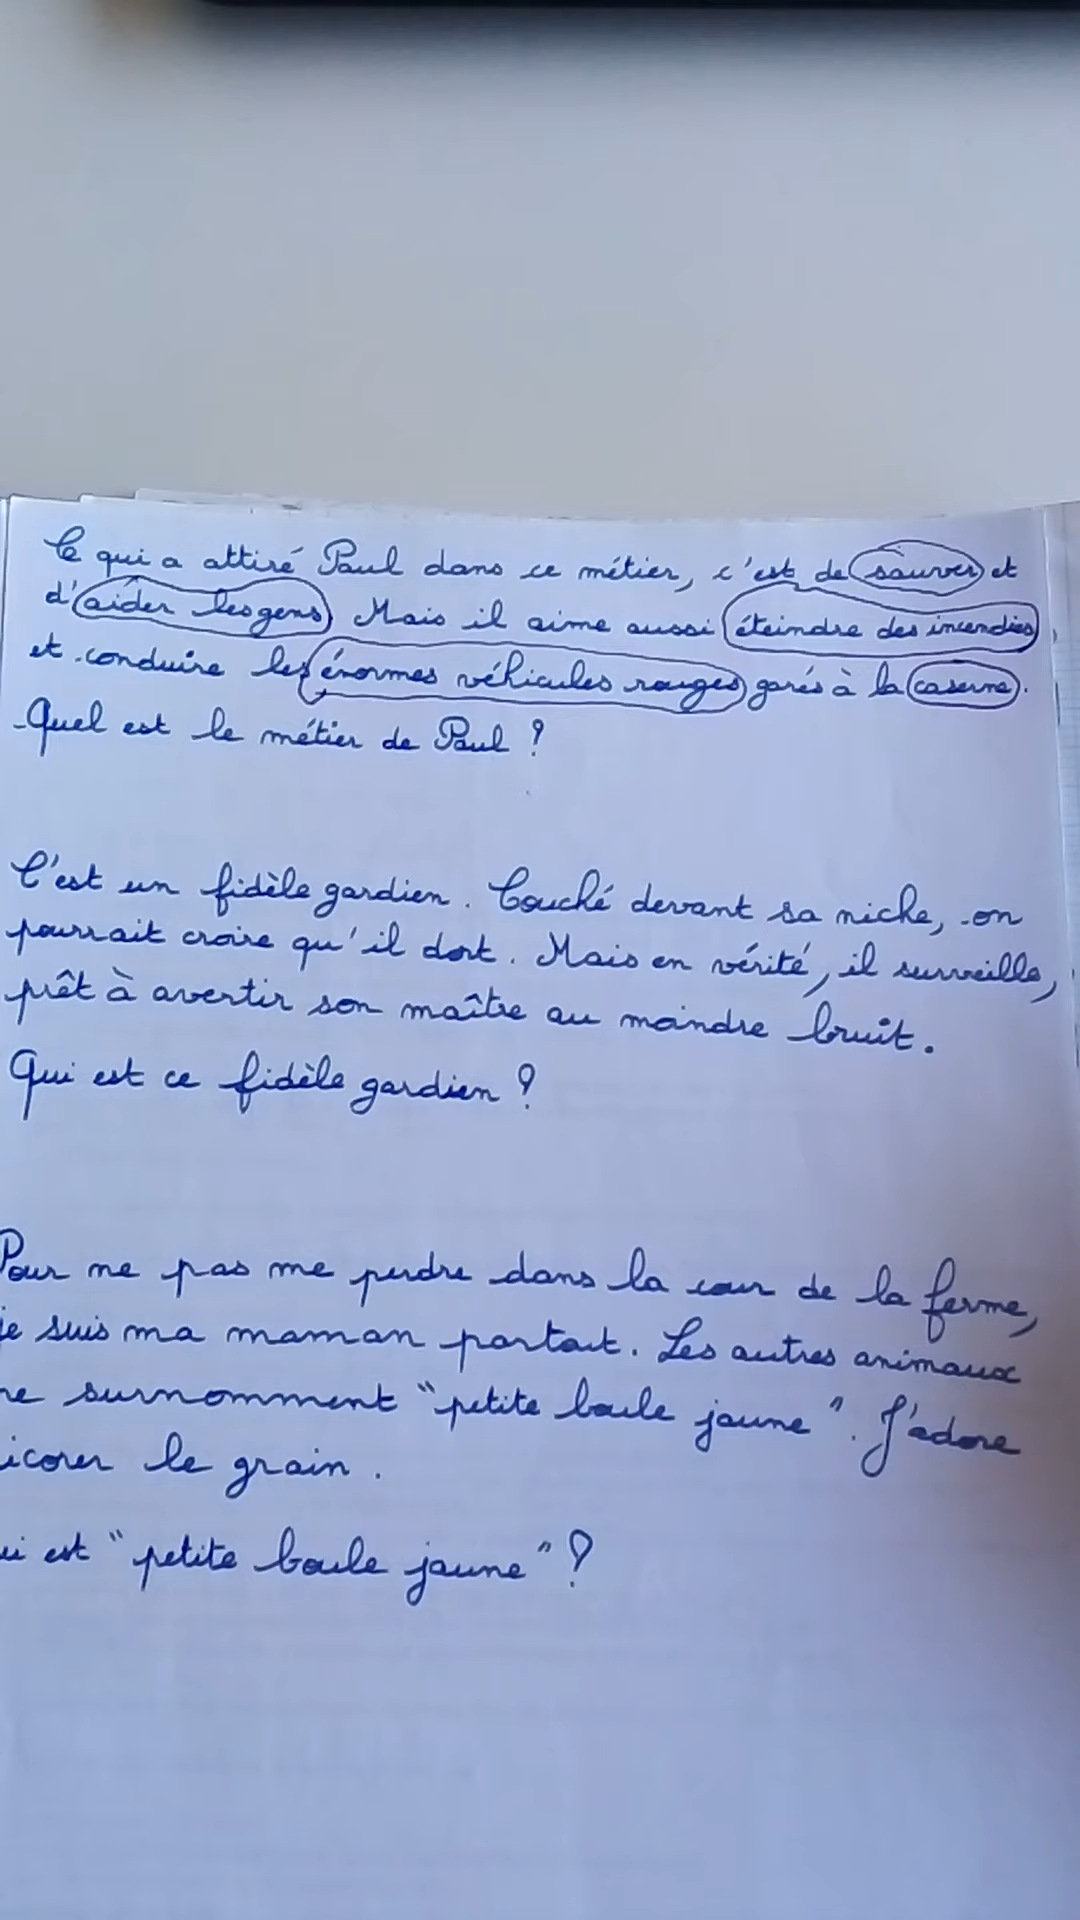 Ce qui a attiré Paul dans ce métier, c'est de sauver et
d'aider les gens. Mais il aime aussi éteindre des incendies
et conduire les énormes véhicules rouges garés à la caserne.
Quel est le métier de Paul ?
C'est un fidèle gardien. Couché devant sa niche, on
pourrait croire qu'il dort. Mais en vérité, il surveille,
prêt à avertir son maître au moindre bruit.
Qui est ce fidèle gardien ?
Pour ne pas me perdre dans la cour de la ferme,
je suis ma maman partout. Les autres animaux
me surnomment "petite boule jaune". J'adore
picorer le grain.
Qui est "petite boule jaune" ?